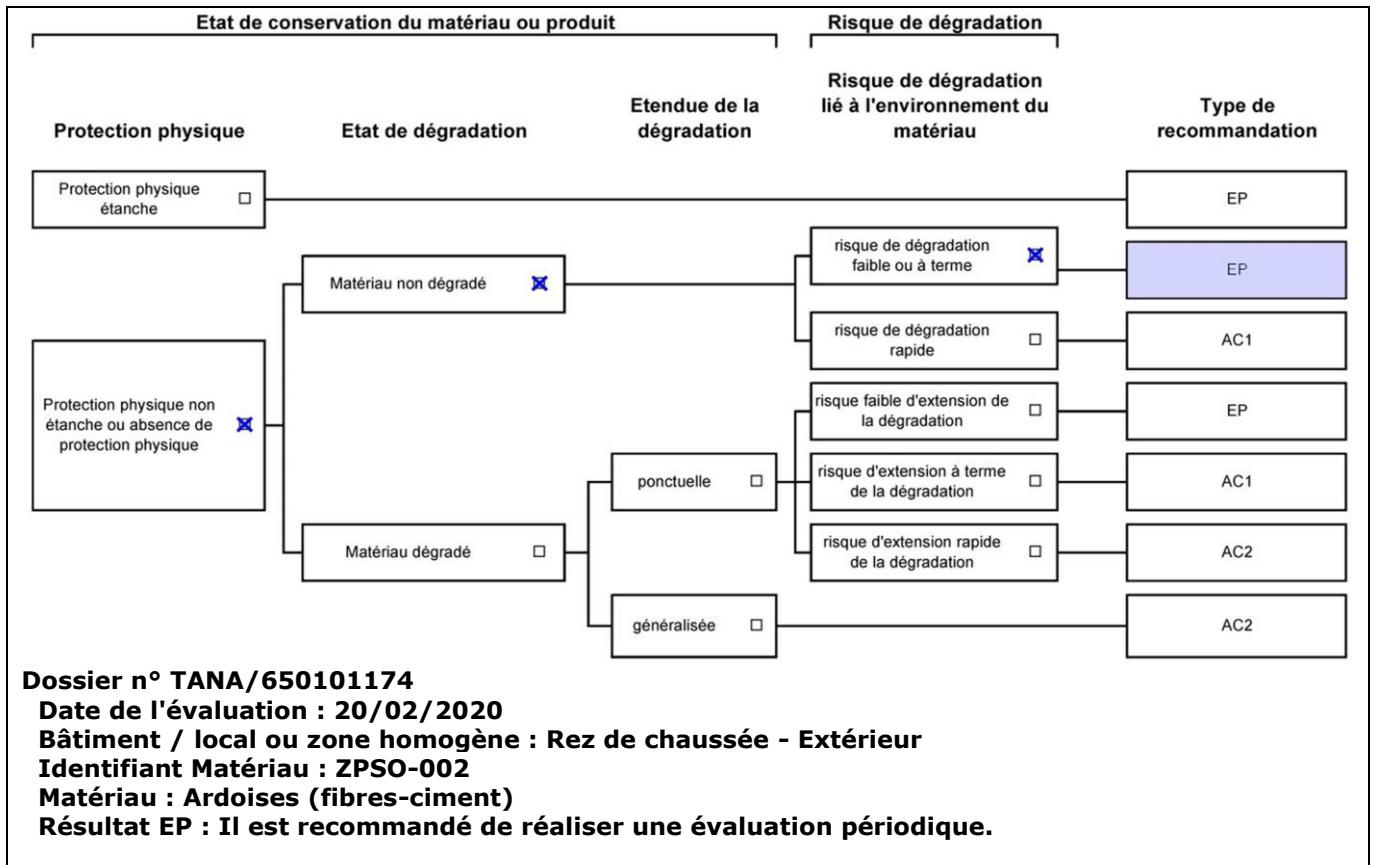 Etat de conservation du matériau ou produit
Risque de dégradation
Protection physique
Etat de dégradation
Etendue de la
dégradation
Risque de dégradation
lié à l'environnement du
matériau
Type de
recommandation
Protection physique
étanche
EP
risque de dégradation
faible ou à terme
EP
Matériau non dégradé
risque de dégradation
rapide
AC1
Protection physique non
étanche ou absence de
protection physique
risque faible d'extension de
la dégradation
EP
ponctuelle
risque d'extension à terme
de la dégradation
AC1
Matériau dégradé
risque d'extension rapide
de la dégradation
AC2
généralisée
AC2
Dossier n° TANA/650101174
Date de l'évaluation : 20/02/2020
Bâtiment / local ou zone homogène : Rez de chaussée - Extérieur
Identifiant Matériau : ZPSO-002
Matériau : Ardoises (fibres-ciment)
Résultat EP : Il est recommandé de réaliser une évaluation périodique.